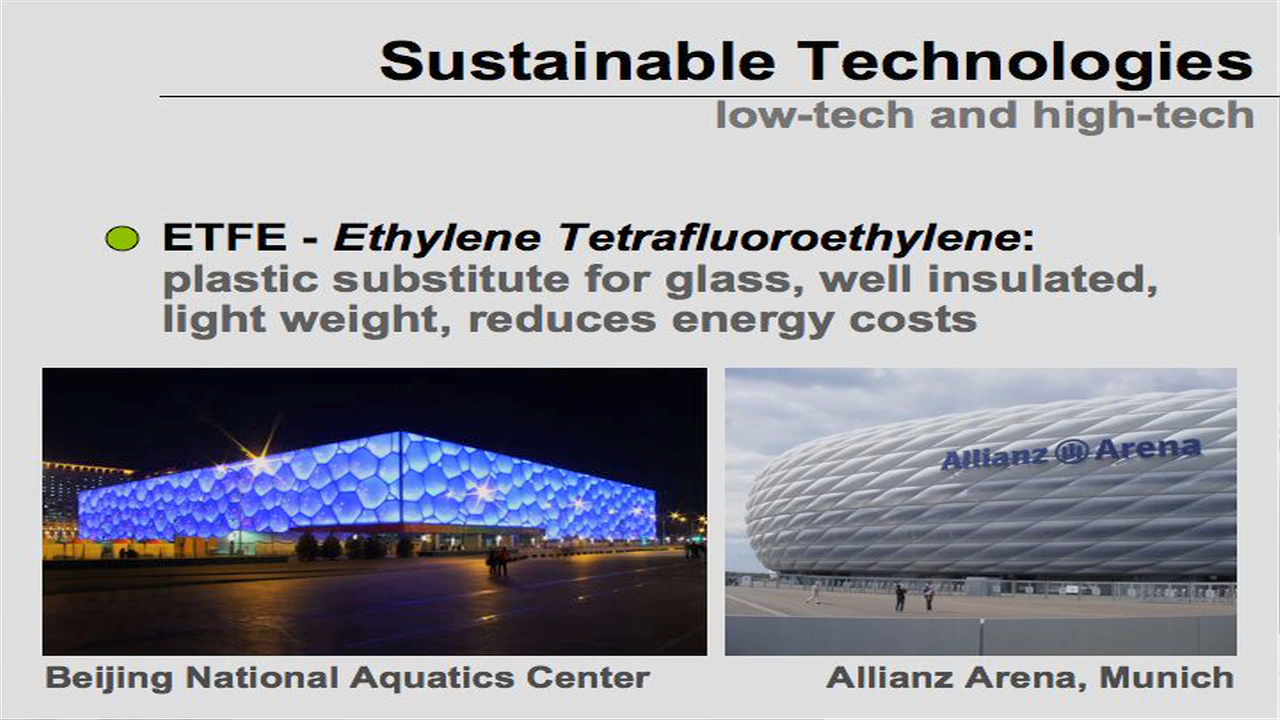 Sustainable Technologies
low-tech and high-tech
ETFE - Ethylene Tetrafluoroethylene:
plastic substitute for glass, well insulated,
light weight, reduces energy costs
Allianz Arena
Beijing National Aquatics Center
Allianz Arena, Munich